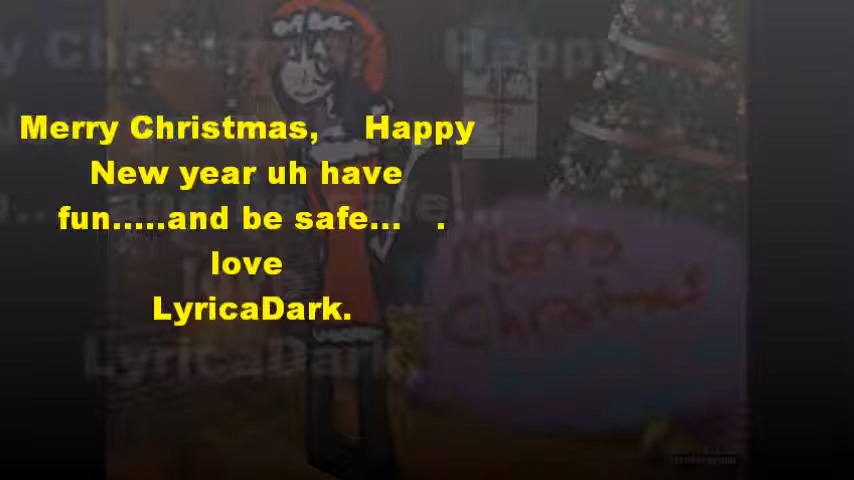 Merry Christmas, Happy
New year uh have
fun.....and be safe... .
love
LyricaDark.
Merry
Christmas